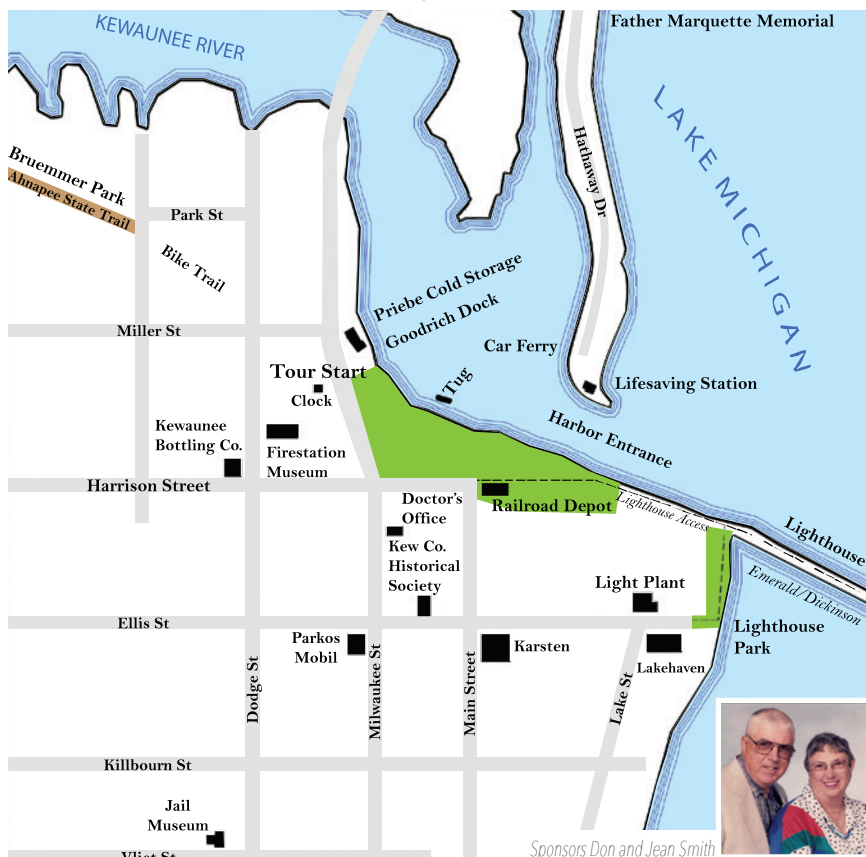 Father Marquette Memorial
KEWAUNEE RIVER
LAKE MICHIGAN
Hathaway Dr
Bruemmer Park
Ahnapee State Trail
Park St
Bike Trail
Priebe Cold Storage
Goodrich Dock
Miller St
Car Ferry
Tour Start
Clock
Tug
Lifesaving Station
Kewaunee
Bottling Co.
Firestation
Museum
Harbor Entrance
Harrison Street
Doctor's
Office
Railroad Depot
Lighthouse Access
Lighthouse
Kew Co.
Historical
Society
Light Plant
Emerald/Dickinson
Ellis St
Parkos
Mobil
Karsten
Lakehaven
Lighthouse
Park
Dodge St
Milwaukee St
Main Street
Lake St
Killbourn St
Jail
Museum
Vliet St
Sponsors Don and Jean Smith